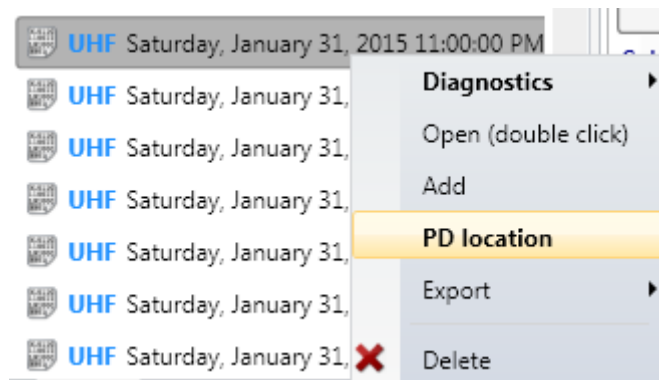 UHF Saturday, January 31, 2015 11:00:00 PM
UHF Saturday, January 31,
UHF Saturday, January 31,
UHF Saturday, January 31,
UHF Saturday, January 31,
UHF Saturday, January 31,
UHF Saturday, January 31,
Diagnostics
Open (double click)
Add
PD location
Export
Delete